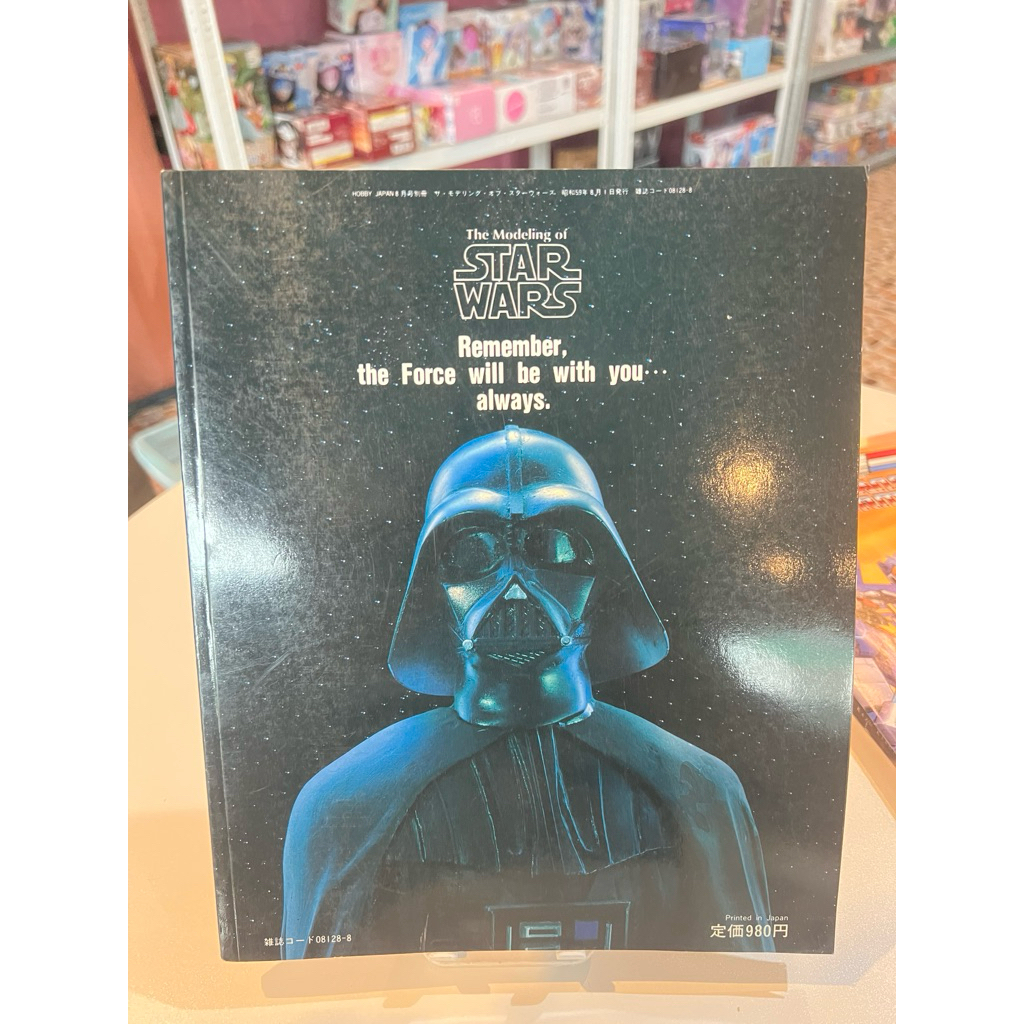 HOBBY JAPAN 8月号別冊 ザ・モデリング・オブ・スターウォーズ 昭和59年8月1日発行 雑誌コード08128-8
The Modeling of
STAR
WARS
Remember,
the Force will be with you…
always.
Printed in Japan
定価980円
雑誌コード08128-8